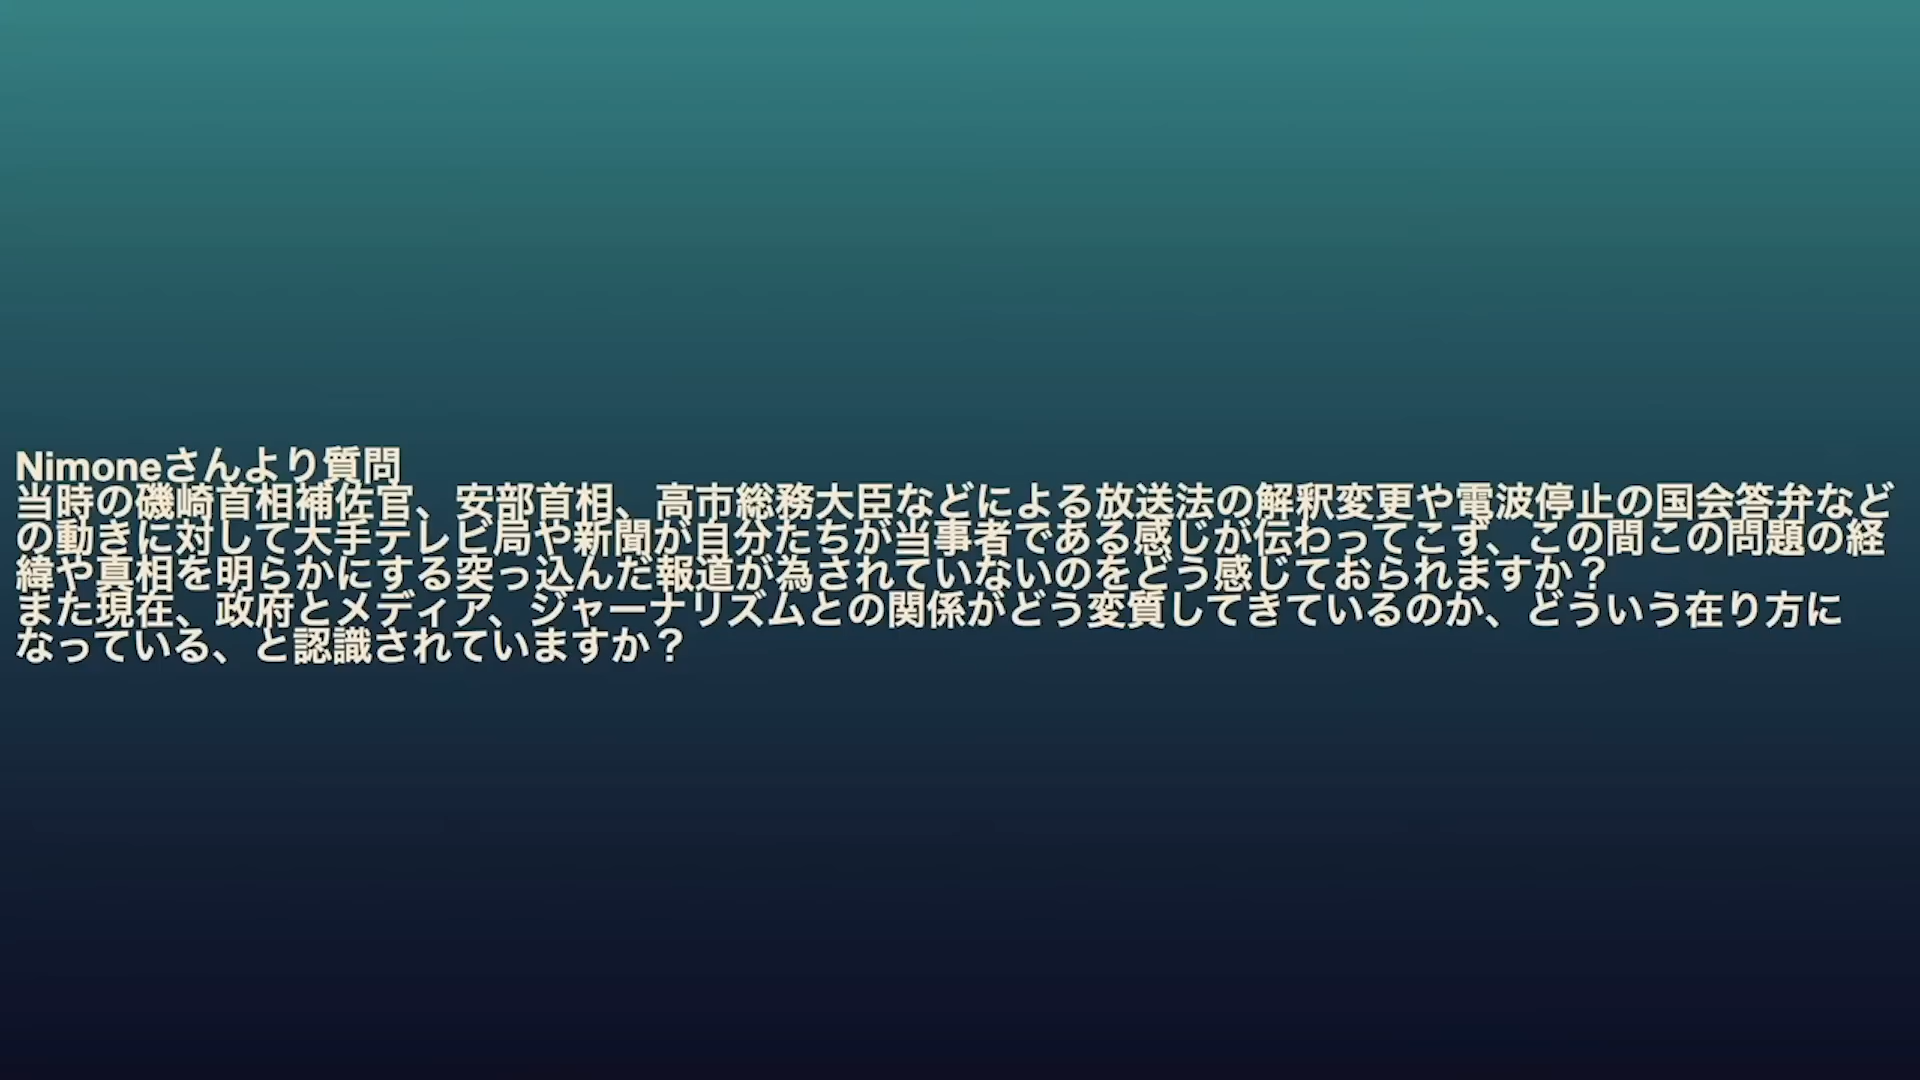 Nimoneさんより質問
当時の磯崎首相補佐官、安部首相、高市総務大臣などによる放送法の解釈変更や電波停止の国会答弁など
の動きに対して大手テレビ局や新聞が自分たちが当事者である感じが伝わってこず、この間この問題の経
緯や真相を明らかにする突っ込んだ報道が為されていないのをどう感じておられますか？
また現在、政府とメディア、ジャーナリズムとの関係がどう変質してきているのか、どういう在り方に
なっている、と認識されていますか？